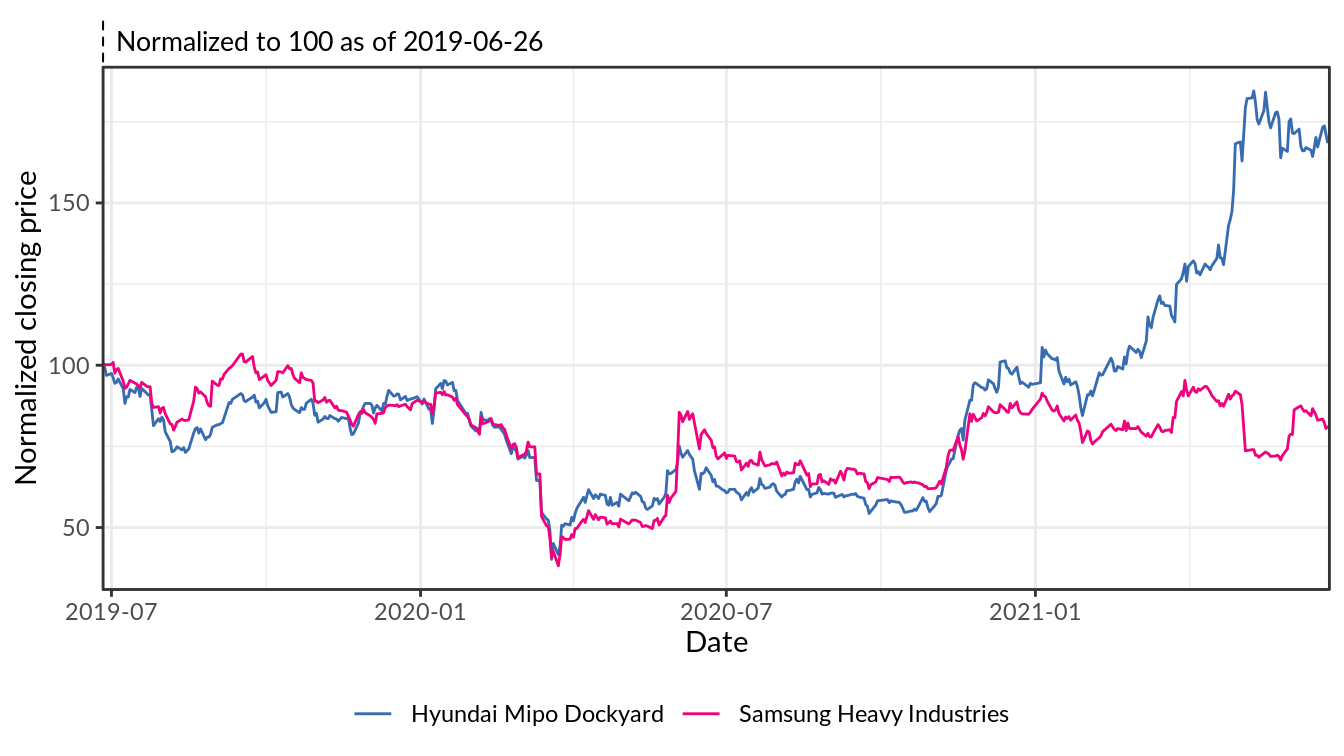 Normalized to 100 as of 2019-06-26
Normalized closing price
150
100
50
2019-07
2020-01
2020-07
2021-01
Date
Hyundai Mipo Dockyard
Samsung Heavy Industries